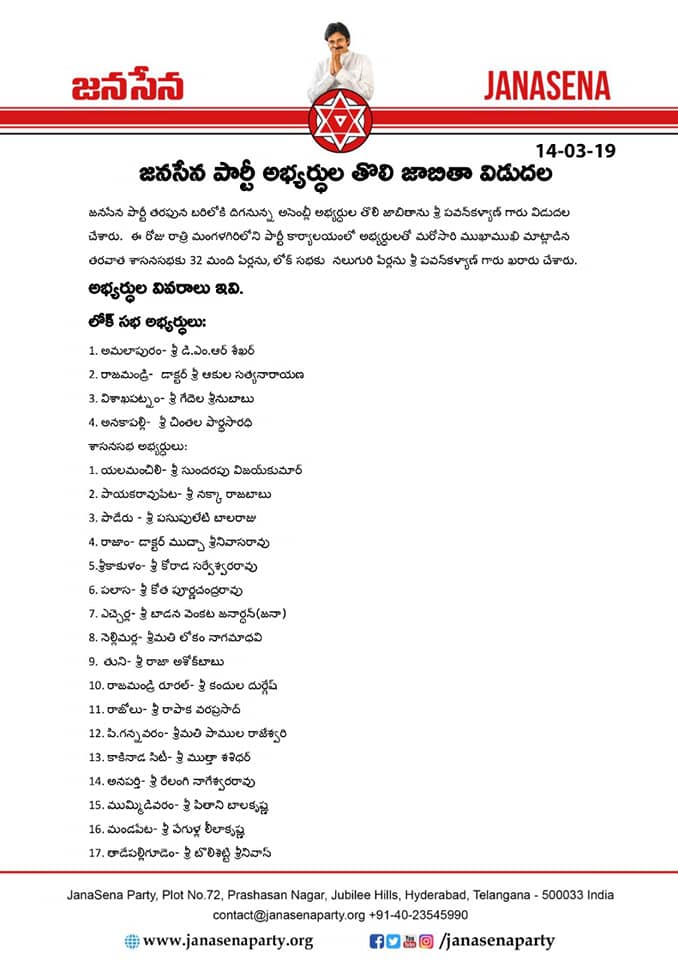 జనసేన
JANASENA
14-03-19
జనసేన పార్టీ అభ్యర్ధుల తొలి జాబితా విడుదల
జనసేన పార్టీ తరపున బరిలోకి దిగనున్న అసెంబ్లీ అభ్యర్ధుల తొలి జాబితాను శ్రీ పవన్‌కళ్యాణ్ గారు విడుదల
చేశారు. ఈ రోజు రాత్రి మంగళగిరిలోని పార్టీ కార్యాలయంలో అభ్యర్ధులతో మరోసారి ముఖాముఖి మాట్లాడిన
తరవాత శాసనసభకు 32 మంది పేర్లను, లోక్ సభకు నలుగురి పేర్లను శ్రీ పవన్‌కళ్యాణ్ గారు ఖరారు చేశారు.
అభ్యర్ధుల వివరాలు ఇవి.
లోక్ సభ అభ్యర్ధులు:
1. అమలాపురం- శ్రీ డి.ఎం.ఆర్ శేఖర్
2. రాజమండ్రి- డాక్టర్ శ్రీ ఆకుల సత్యనారాయణ
3. విశాఖపట్నం- శ్రీ గేదెల శ్రీనుబాబు
4. అనకాపల్లి- శ్రీ చింతల పార్థసారధి
శాసనసభ అభ్యర్ధులు:
1. యలమంచిలి- శ్రీ సుందరపు విజయ్‌కుమార్
2. పాయకరావుపేట- శ్రీ నక్కా రాజబాబు
3. పాడేరు - శ్రీ పసుపులేటి బాలరాజు
4. రాజాం- డాక్టర్ ముచ్చా శ్రీనివాసరావు
5.శ్రీకాకుళం- శ్రీ కోరాడ సర్వేశ్వరరావు
6. పలాస- శ్రీ కోత పూర్ణచంద్రరావు
7. ఎచ్చెర్ల- శ్రీ బాడన వెంకట జనార్ధన్(జనా)
8. నెల్లిమర్ల- శ్రీమతి లోకం నాగమాధవి
9. తుని- శ్రీ రాజా అశోక్‌బాబు
10. రాజమండ్రి రూరల్- శ్రీ కందుల దుర్గేష్
11. రాజోలు- శ్రీ రాపాక వరప్రసాద్
12. పి.గన్నవరం- శ్రీమతి పాముల రాజేశ్వరి
13. కాకినాడ సిటీ- శ్రీ ముత్తా శశిధర్
14. అనపర్తి- శ్రీ రేలంగి నాగేశ్వరరావు
15. ముమ్మిడివరం- శ్రీ పితాని బాలకృష్ణ
16. మండపేట- శ్రీ వేగుళ్ల లీలాకృష్ణ
17. తాడేపల్లిగూడెం- శ్రీ బొలిశెట్టి శ్రీనివాస్
JanaSena Party, Plot No.72, Prashasan Nagar, Jubilee Hills, Hyderabad, Telangana - 500033 India
contact@janasenaparty.org +91-40-23545990
www.janasenaparty.org
/janasenaparty